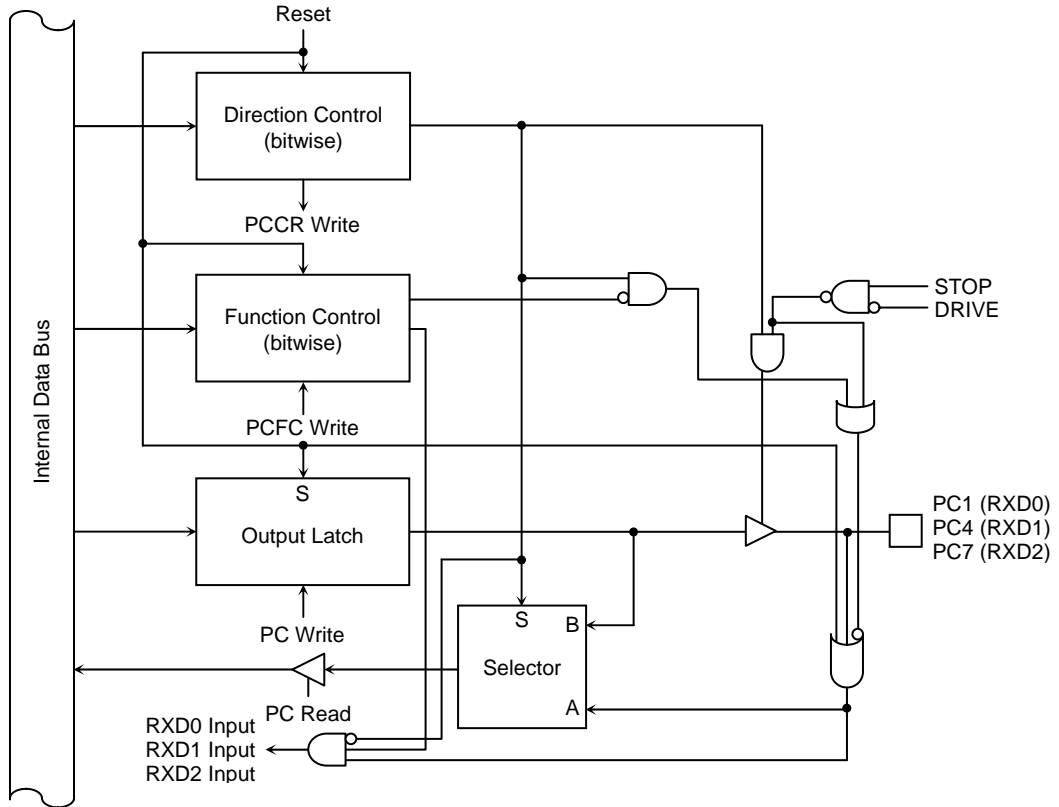 Reset
Direction Control
(bitwise)
PCCR Write
Function Control
(bitwise)
STOP
DRIVE
PCFC Write
Internal Data Bus
S
Output Latch
PC1 (RXD0)
PC4 (RXD1)
PC7 (RXD2)
PC Write
S
B
Selector
A
PC Read
RXD0 Input
RXD1 Input
RXD2 Input